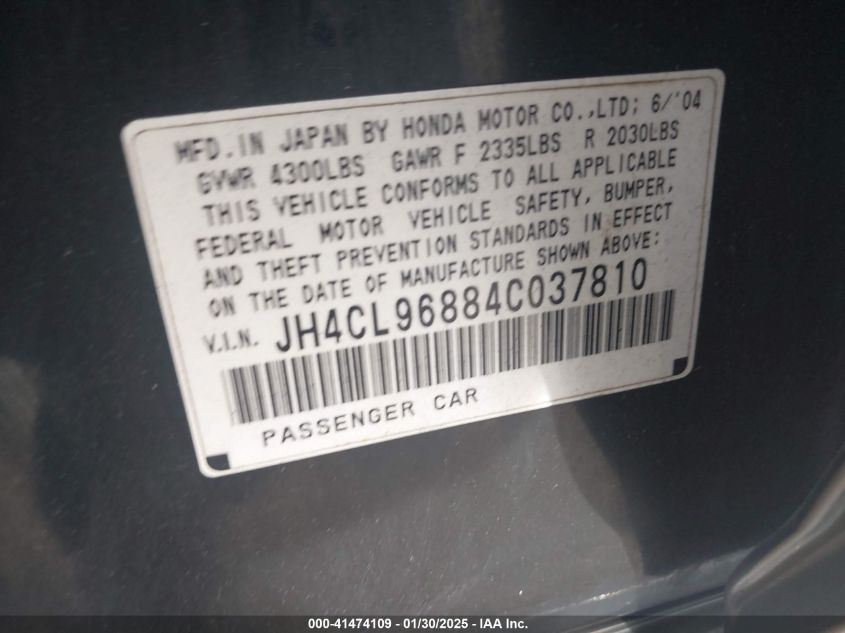 MFD.IN JAPAN BY HONDA MOTOR CO.,LTD; 6/'04
GVWR 4300LBS GAWR F 2335LBS R 2030LBS
THIS VEHICLE CONFORMS TO ALL APPLICABLE
FEDERAL MOTOR VEHICLE SAFETY, BUMPER,
AND THEFT PREVENTION STANDARDS IN EFFECT
ON THE DATE OF MANUFACTURE SHOWN ABOVE:
V.I.N. JH4CL96884C037810
PASSENGER CAR
000-41474109 - 01/30/2025 - IAA Inc.